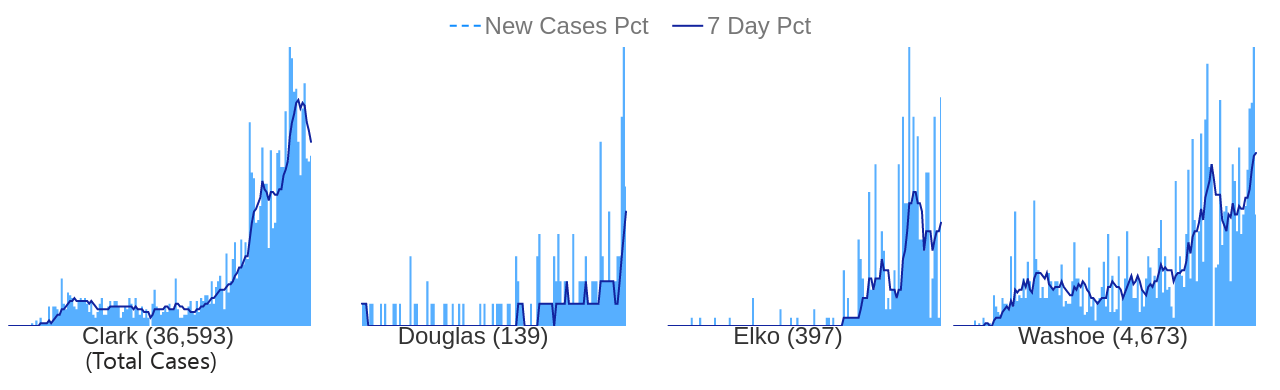 New Cases Pct 7 Day Pct
Clark (36,593) Douglas (139) Elko (397) Washoe (4,673)
(Total Cases)